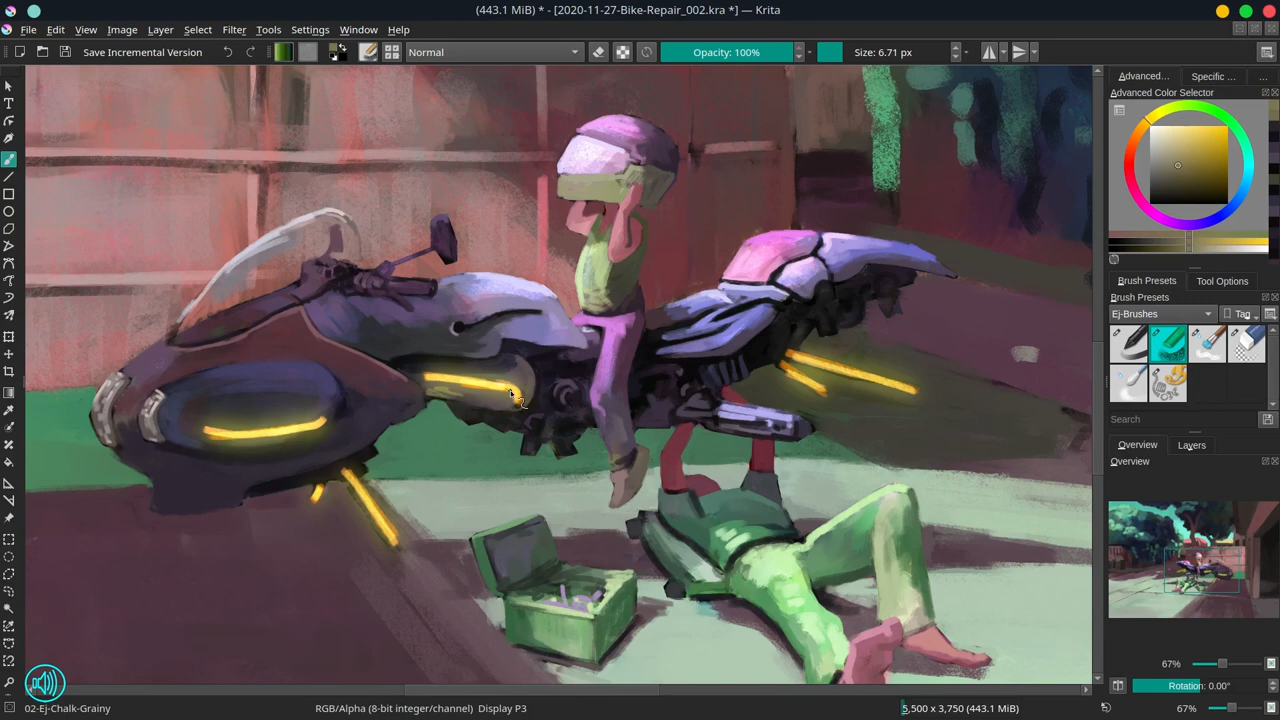 (443.1 MiB) * - [2020-11-27-Bike-Repair_002.kra *] — Krita
File Edit View Image Layer Select Filter Tools Settings Window Help
Save Incremental Version Normal Opacity: 100% Size: 6.71 px
Advanced... Specific ... ...
Advanced Color Selector
Brush Presets Tool Options
Brush Presets
Ej-Brushes Tag
Search
Overview Layers
Overview
67%
Rotation: 0.00°
02-Ej-Chalk-Grainy RGB/Alpha (8-bit integer/channel) Display P3 5,500 x 3,750 (443.1 MiB) 67%